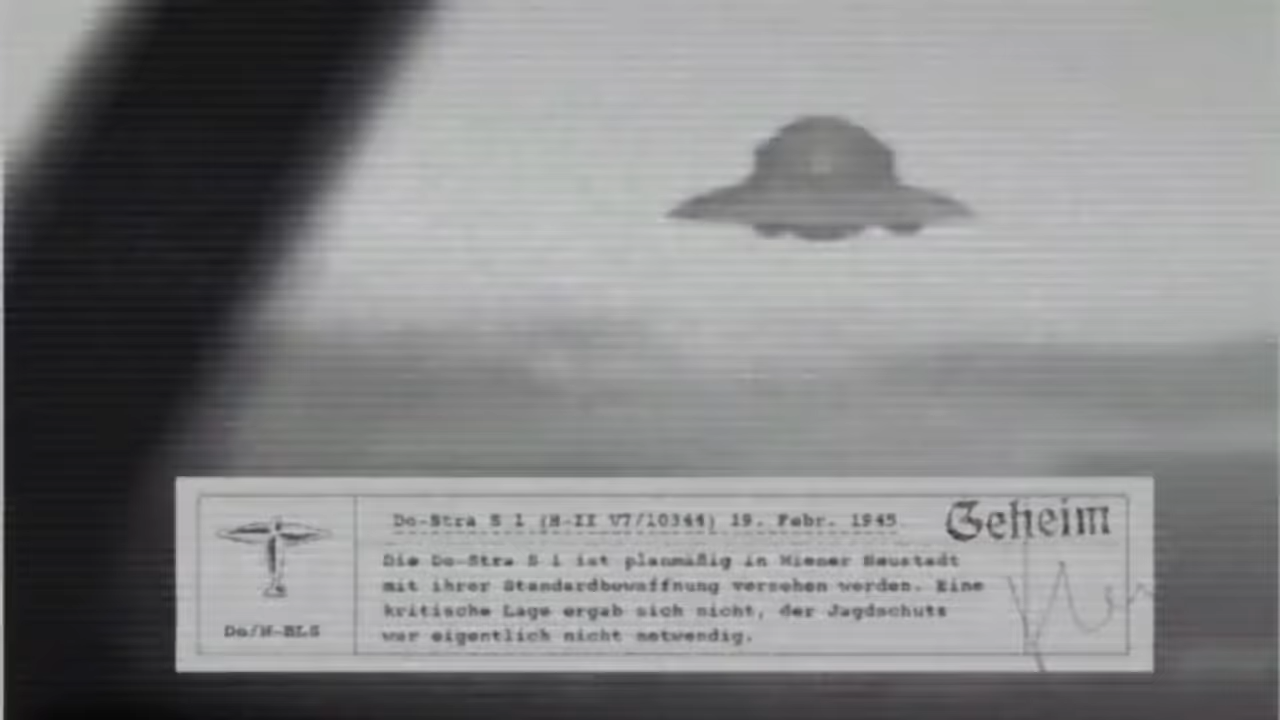 Do-Stra S 1 (H-II V7/10344) 19. Febr. 1945
Geheim
Die Do-Stra S 1 ist planmäßig in Wiener Neustadt
mit ihrer Standardbewaffnung versehen worden. Eine
kritische Lage ergab sich nicht, der Jagdschutz
war eigentlich nicht notwendig.
Do/H-BLS